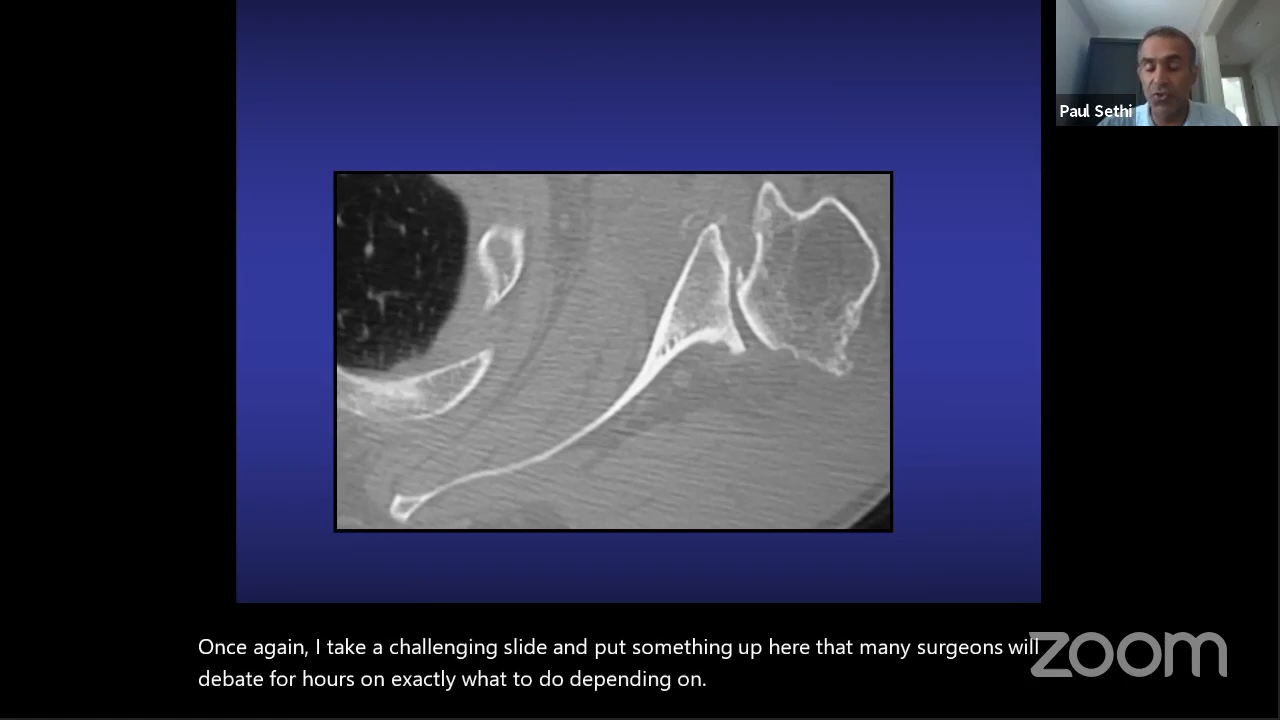 Paul Sethi
Once again, I take a challenging slide and put something up here that many surgeons will
debate for hours on exactly what to do depending on.
zoom